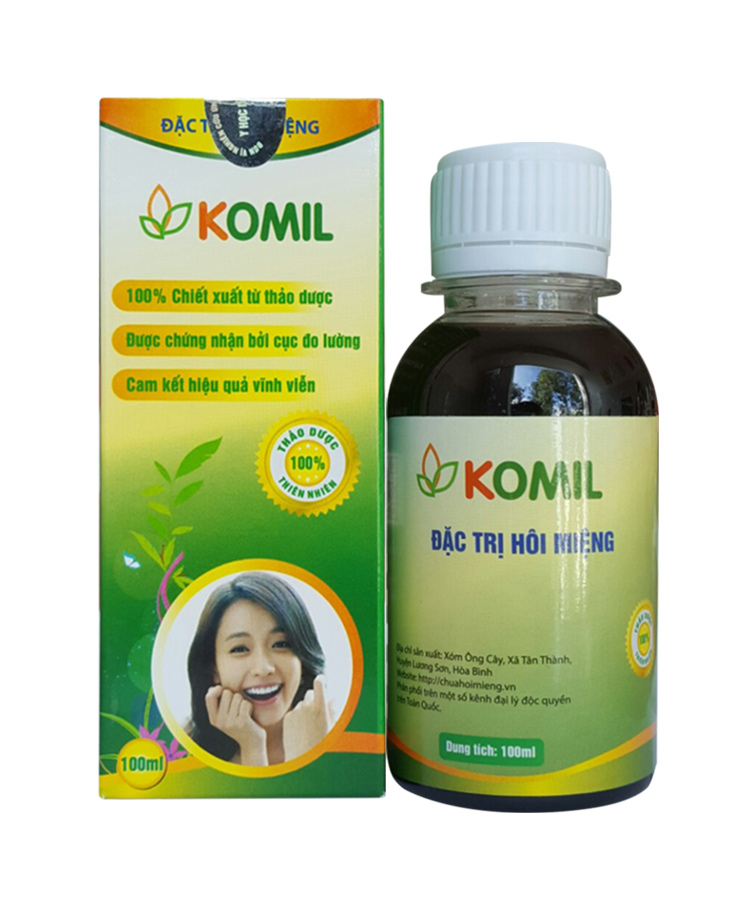 ĐẶC T IỆNG
Y HỌC
KOMIL
100% Chiết xuất từ thảo dược
Được chứng nhận bởi cục đo lường
Cam kết hiệu quả vĩnh viễn
THẢO DƯỢC
100%
THIÊN NHIÊN
100ml
KOMIL
ĐẶC TRỊ HÔI MIỆNG
Địa chỉ sản xuất: Xóm Ông Cây, Xã Tân Thành,
Huyện Lương Sơn, Hòa Bình
Website: http://chuahoimieng.vn
Phân phối trên một số kênh đại lý độc quyền
trên Toàn Quốc.
Dung tích: 100ml
100%